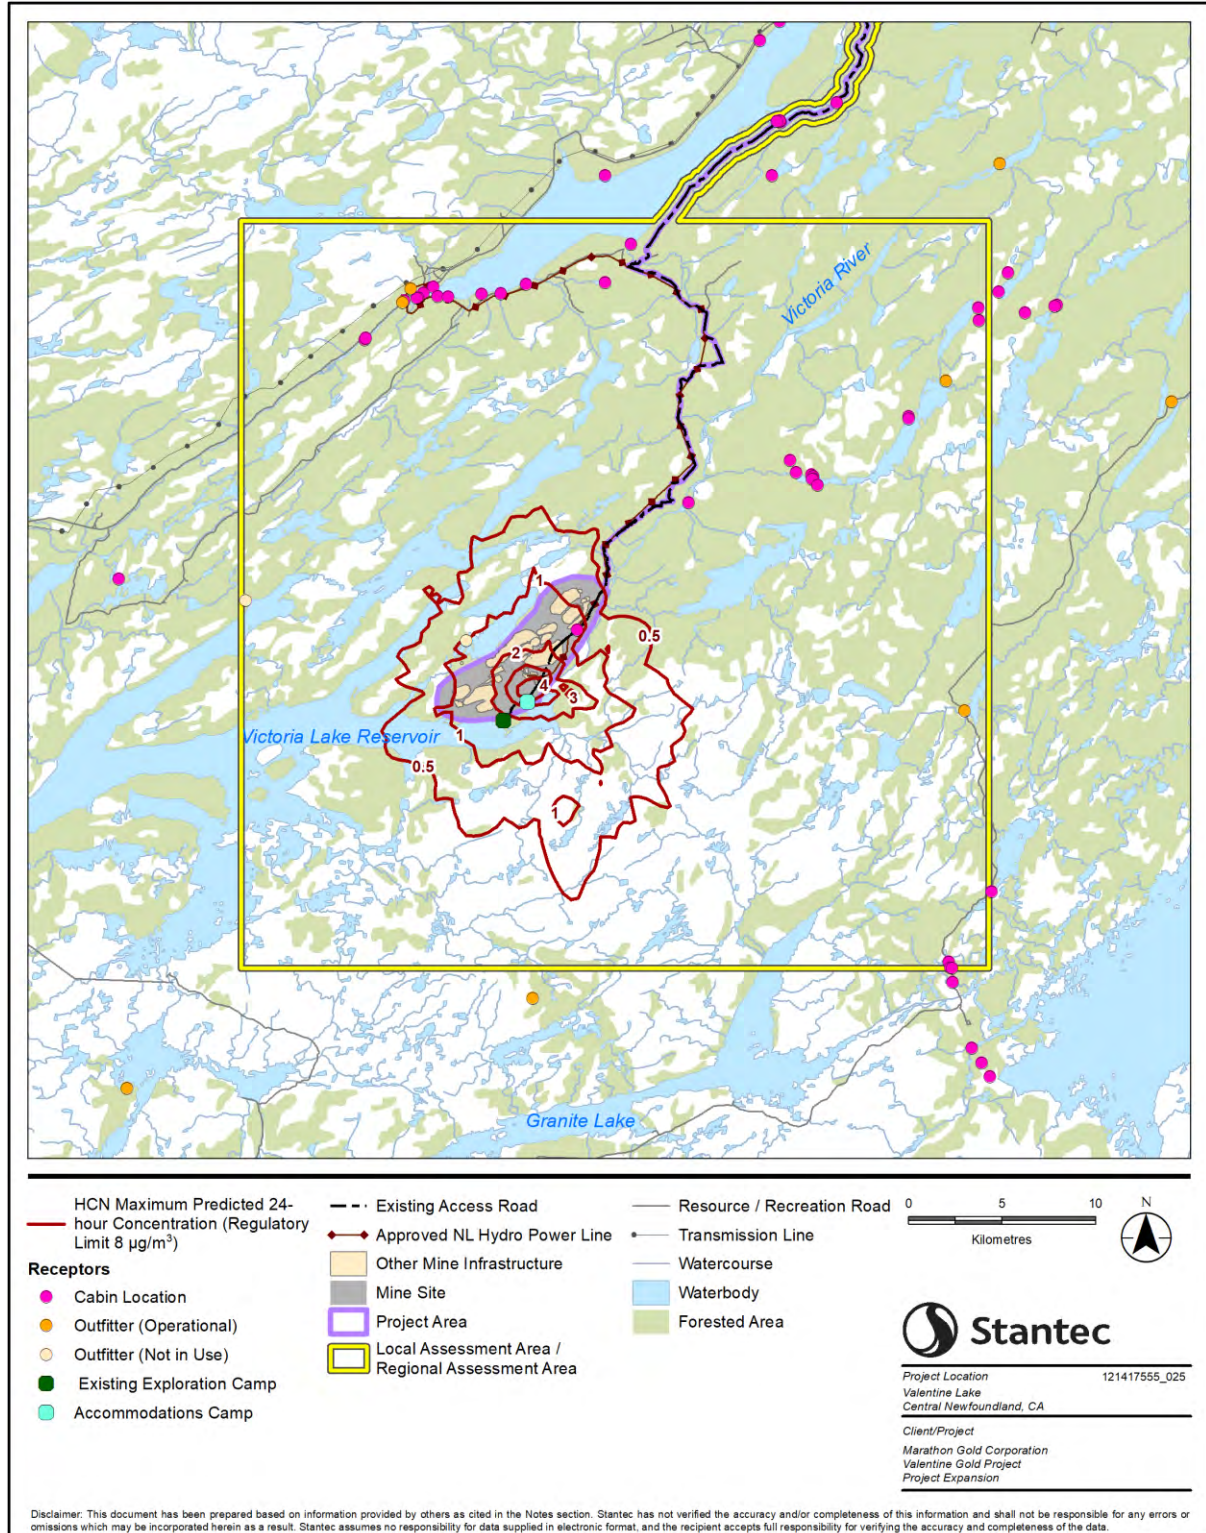 Victoria River
0.5
1
0.5
2
4
3
Victoria Lake Reservoir
1
0.5
1
Granite Lake
HCN Maximum Predicted 24-
hour Concentration (Regulatory
Limit 8 µg/m³)
Receptors
Cabin Location
Outfitter (Operational)
Outfitter (Not in Use)
Existing Exploration Camp
Accommodations Camp
Existing Access Road
Approved NL Hydro Power Line
Other Mine Infrastructure
Mine Site
Project Area
Local Assessment Area /
Regional Assessment Area
Resource / Recreation Road
Transmission Line
Watercourse
Waterbody
Forested Area
0 5 10
Kilometres
N
Stantec
Project Location 121417555_025
Valentine Lake
Central Newfoundland, CA
Client/Project
Marathon Gold Corporation
Valentine Gold Project
Project Expansion
Disclaimer: This document has been prepared based on information provided by others as cited in the Notes section. Stantec has not verified the accuracy and/or completeness of this information and shall not be responsible for any errors or
omissions which may be incorporated herein as a result. Stantec assumes no responsibility for data supplied in electronic format, and the recipient accepts full responsibility for verifying the accuracy and completeness of the data.